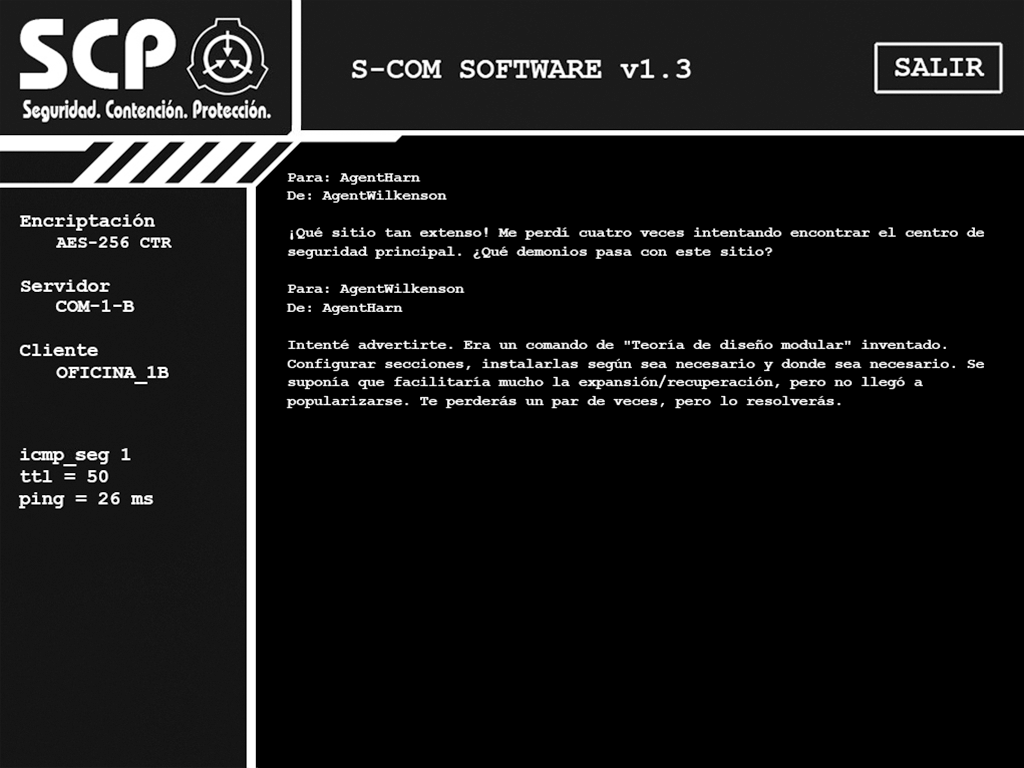 SCP
Seguridad. Contención. Protección.
S-COM SOFTWARE v1.3
SALIR
Encriptación
AES-256 CTR
Servidor
COM-1-B
Cliente
OFICINA_1B
icmp_seg 1
ttl = 50
ping = 26 ms
Para: AgentHarn
De: AgentWilkenson
¡Qué sitio tan extenso! Me perdí cuatro veces intentando encontrar el centro de
seguridad principal. ¿Qué demonios pasa con este sitio?
Para: AgentWilkenson
De: AgentHarn
Intenté advertirte. Era un comando de "Teoría de diseño modular" inventado.
Configurar secciones, instalarlas según sea necesario y donde sea necesario. Se
suponía que facilitaría mucho la expansión/recuperación, pero no llegó a
popularizarse. Te perderás un par de veces, pero lo resolverás.